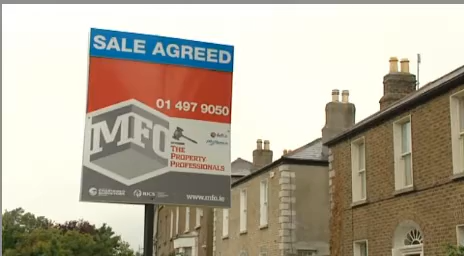 SALE AGREED
01 497 9050
MFO
THE
PROPERTY
PROFESSIONALS
www.mfo.ie